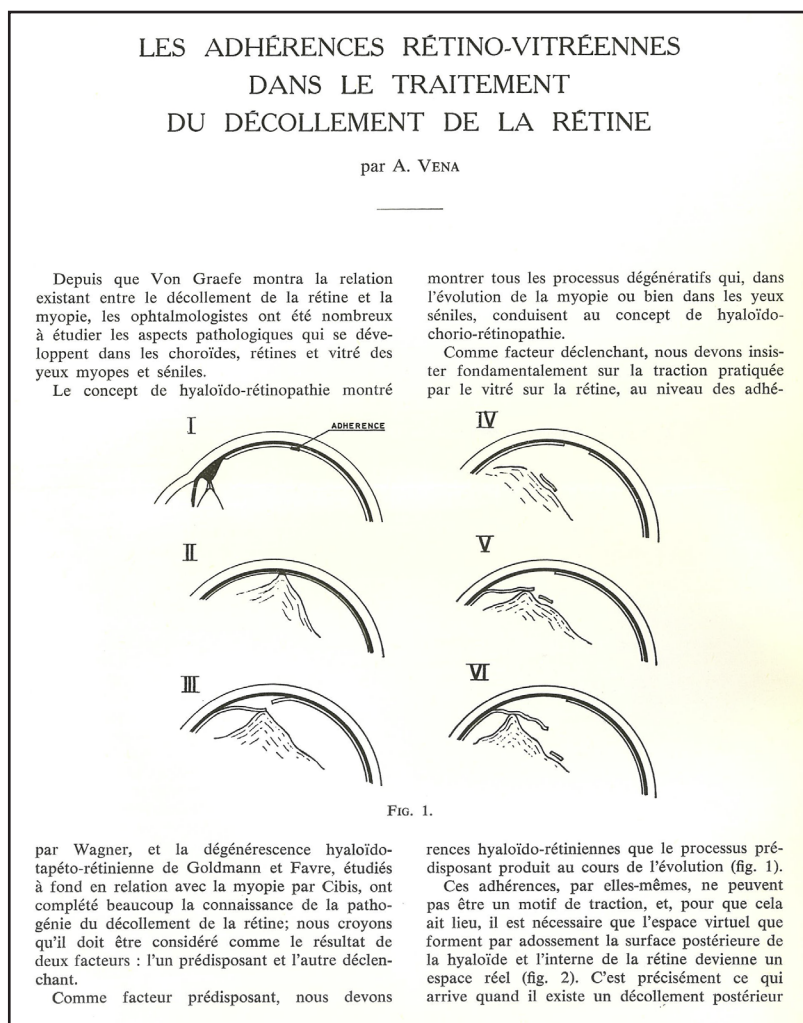 LES ADHÉRENCES RÉTINO-VITRÉENNES
DANS LE TRAITEMENT
DU DÉCOLLEMENT DE LA RÉTINE
par A. VENA
Depuis que Von Graefe montra la relation
existant entre le décollement de la rétine et la
myopie, les ophtalmologistes ont été nombreux
à étudier les aspects pathologiques qui se déve-
loppent dans les choroïdes, rétines et vitré des
yeux myopes et séniles.
Le concept de hyaloïdo-rétinopathie montré
montrer tous les processus dégénératifs qui, dans
l'évolution de la myopie ou bien dans les yeux
séniles, conduisent au concept de hyaloïdo-
chorio-rétinopathie.
Comme facteur déclenchant, nous devons insis-
ter fondamentalement sur la traction pratiquée
par le vitré sur la rétine, au niveau des adhé-
I
ADHERENCE
IV
II
V
III
VI
FIG. 1.
par Wagner, et la dégénérescence hyaloïdo-
tapéto-rétinienne de Goldmann et Favre, étudiés
à fond en relation avec la myopie par Cibis, ont
complété beaucoup la connaissance de la patho-
génie du décollement de la rétine; nous croyons
qu'il doit être considéré comme le résultat de
deux facteurs : l'un prédisposant et l'autre déclen-
chant.
Comme facteur prédisposant, nous devons
rences hyaloïdo-rétiniennes que le processus pré-
disposant produit au cours de l'évolution (fig. 1).
Ces adhérences, par elles-mêmes, ne peuvent
pas être un motif de traction, et, pour que cela
ait lieu, il est nécessaire que l'espace virtuel que
forment par adossement la surface postérieure de
la hyaloïde et l'interne de la rétine devienne un
espace réel (fig. 2). C'est précisément ce qui
arrive quand il existe un décollement postérieur